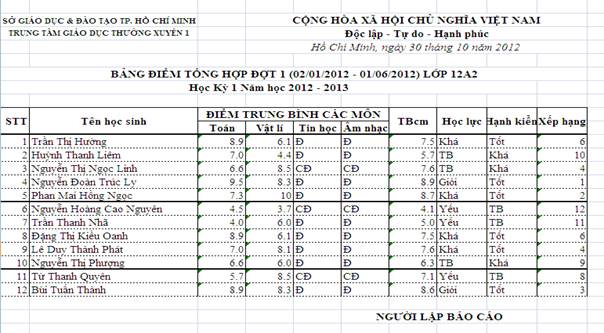 SỞ GIÁO DỤC & ĐÀO TẠO TP. HỒ CHÍ MINH CỘNG HÒA XÃ HỘI CHỦ NGHĨA VIỆT NAM
TRUNG TÂM GIÁO DỤC THƯỜNG XUYÊN 1 Độc lập - Tự do - Hạnh phúc
Hồ Chí Minh, ngày 30 tháng 10 năm 2012
BẢNG ĐIỂM TỔNG HỢP ĐỢT 1 (02/01/2012 - 01/06/2012) LỚP 12A2
Học Kỳ 1 Năm học 2012 - 2013
STT Tên học sinh ĐIỂM TRUNG BÌNH CÁC MÔN TBcm Học lực Hạnh kiểm Xếp hạng
Toán Vật lí Tin học Âm nhạc
1 Trần Thị Hường 8.9 6.1 Đ Đ 7.5 Khá Tốt 6
2 Huỳnh Thanh Liêm 7.0 4.4 Đ Đ 5.7 TB Khá 10
3 Nguyễn Thị Ngọc Linh 6.6 8.5 CĐ CĐ 7.6 TB Khá 4
4 Nguyễn Đoàn Trúc Ly 9.5 8.3 Đ Đ 8.9 Giỏi Tốt 1
5 Phan Mai Hồng Ngọc 7.3 10 Đ Đ 8.7 Khá Tốt 2
6 Nguyễn Hoàng Cao Nguyên 4.5 3.7 CĐ CĐ 4.1 Yếu TB 12
7 Trần Thanh Nhã 4.0 6.0 Đ Đ 5.0 Yếu TB 11
8 Đặng Thị Kiều Oanh 8.9 6.1 Đ Đ 7.5 Khá Tốt 6
9 Lê Duy Thành Phát 7.0 8.1 Đ Đ 7.6 Khá Tốt 4
10 Nguyễn Thị Phượng 6.6 6.0 Đ CĐ 6.3 TB Khá 9
11 Từ Thanh Quyên 5.7 8.5 CĐ CĐ 7.1 Yếu TB 8
12 Bùi Tuấn Thành 8.9 8.3 Đ Đ 8.6 Giỏi Tốt 3
NGƯỜI LẬP BÁO CÁO